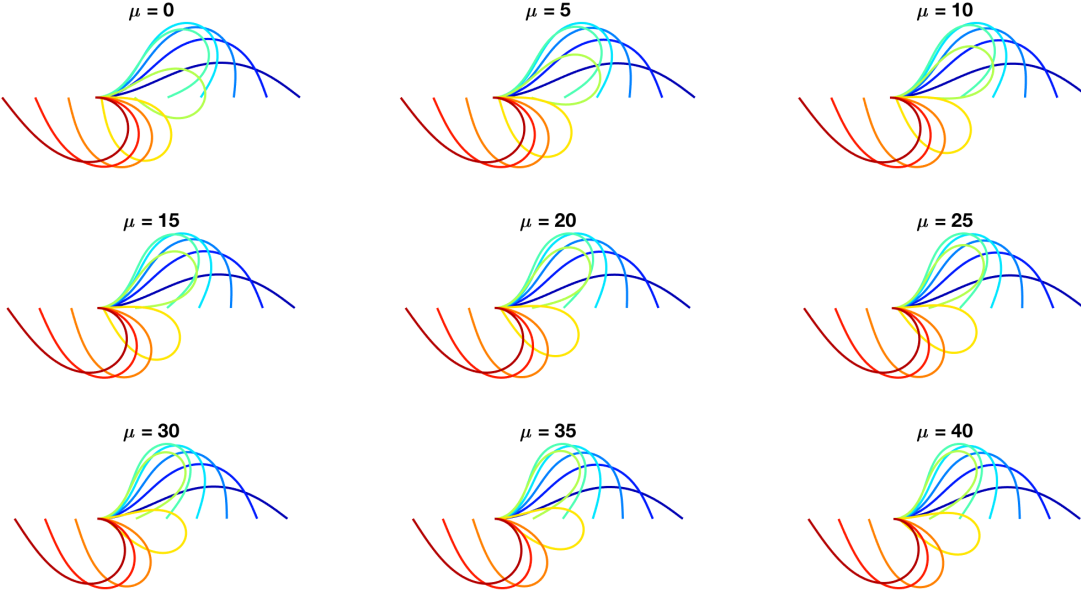 μ = 0
μ = 5
μ = 10
μ = 15
μ = 20
μ = 25
μ = 30
μ = 35
μ = 40